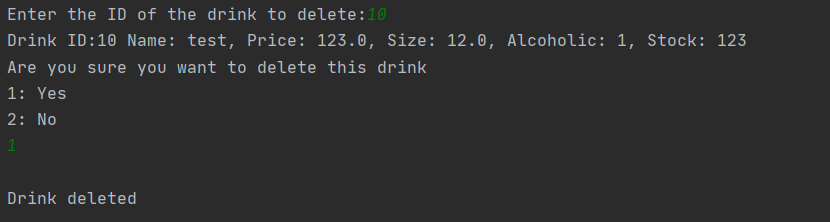 Enter the ID of the drink to delete:10
Drink ID:10 Name: test, Price: 123.0, Size: 12.0, Alcoholic: 1, Stock: 123
Are you sure you want to delete this drink
1: Yes
2: No
1
Drink deleted